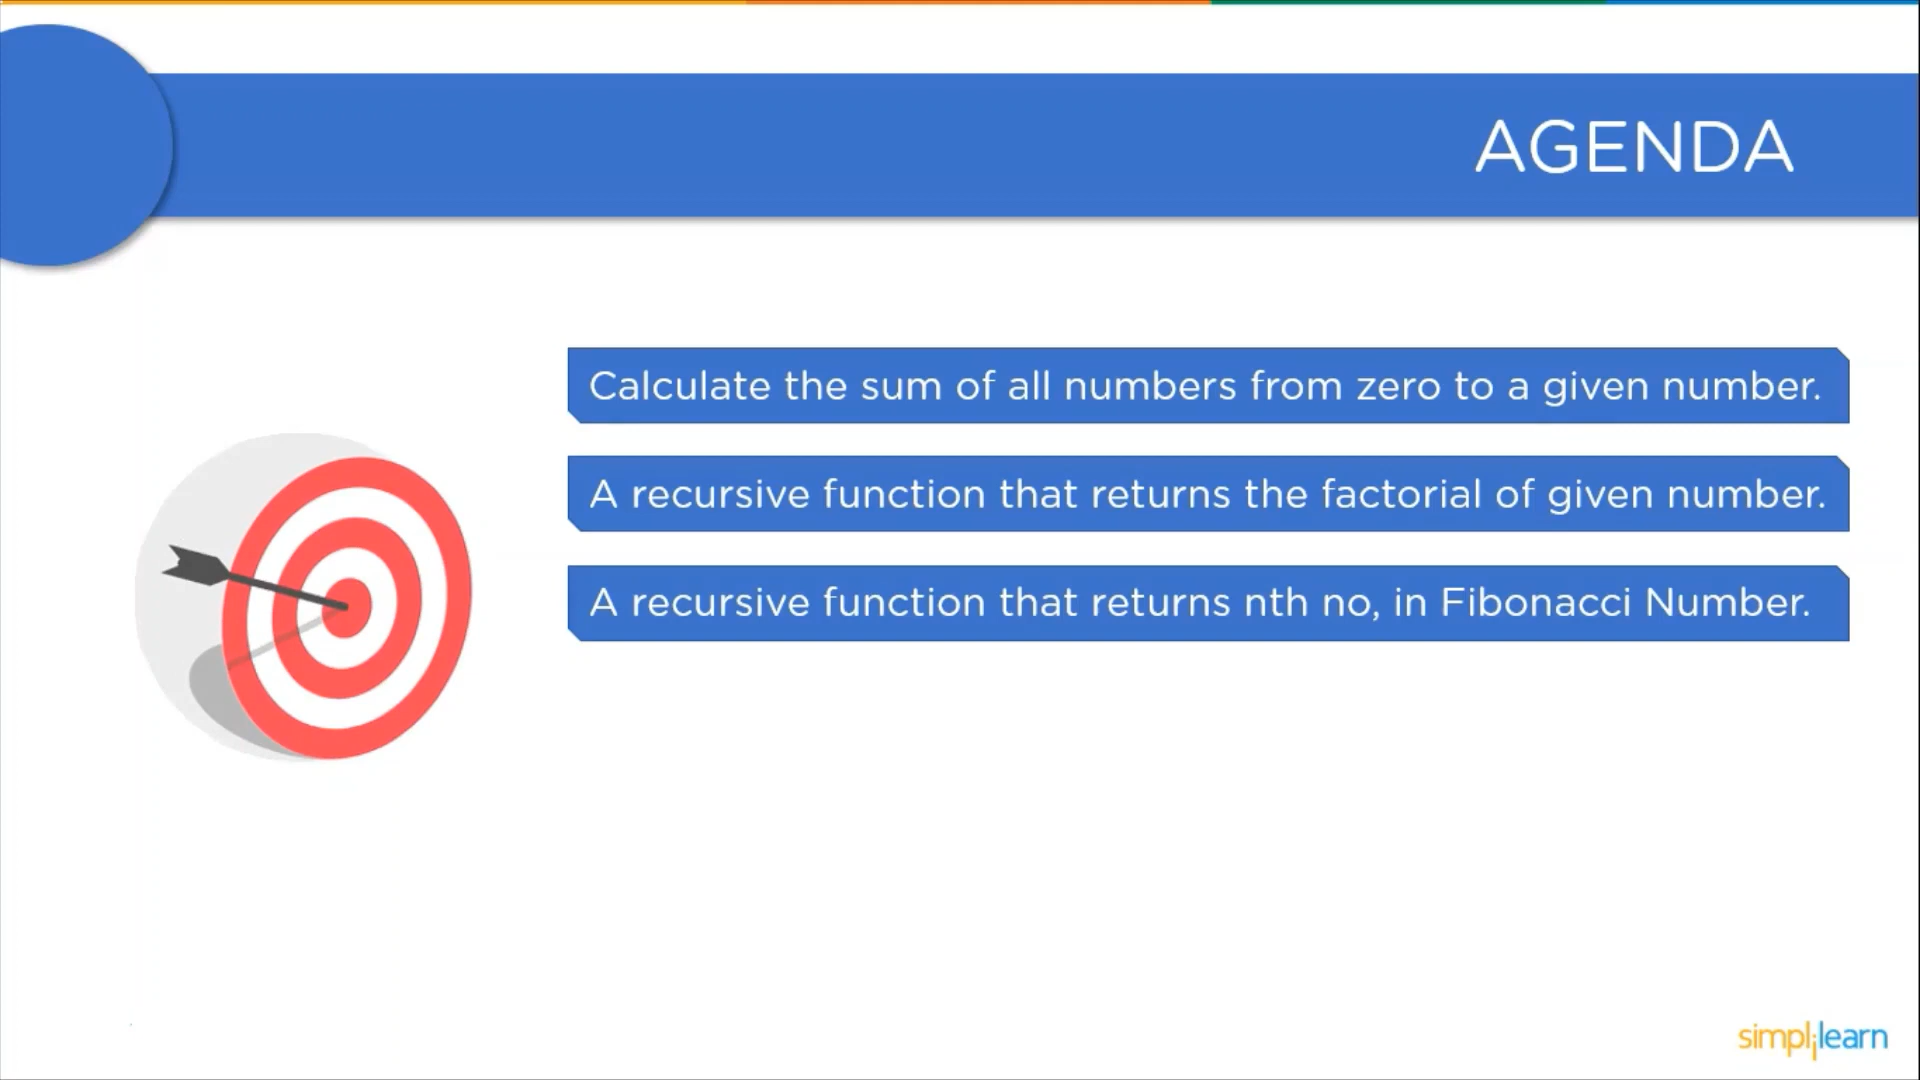 AGENDA
Calculate the sum of all numbers from zero to a given number.
A recursive function that returns the factorial of given number.
A recursive function that returns nth no, in Fibonacci Number.
simplilearn